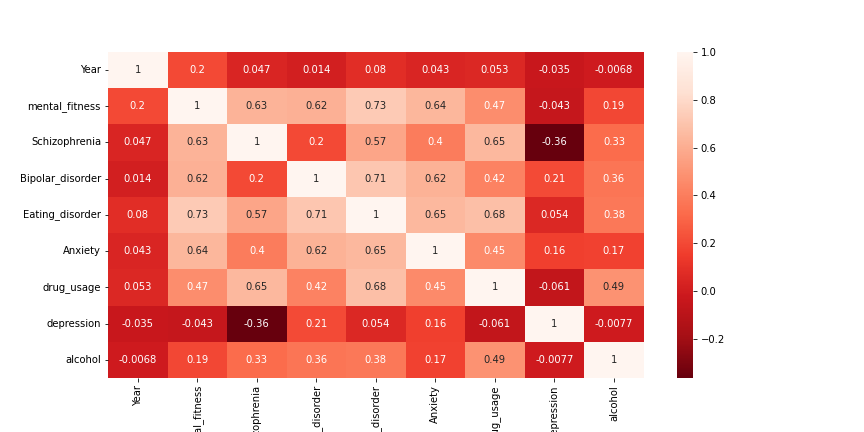 Year 1 0.2 0.047 0.014 0.08 0.043 0.053 -0.035 -0.0068
mental_fitness 0.2 1 0.63 0.62 0.73 0.64 0.47 -0.043 0.19
Schizophrenia 0.047 0.63 1 0.2 0.57 0.4 0.65 -0.36 0.33
Bipolar_disorder 0.014 0.62 0.2 1 0.71 0.62 0.42 0.21 0.36
Eating_disorder 0.08 0.73 0.57 0.71 1 0.65 0.68 0.054 0.38
Anxiety 0.043 0.64 0.4 0.62 0.65 1 0.45 0.16 0.17
drug_usage 0.053 0.47 0.65 0.42 0.68 0.45 1 -0.061 0.49
depression -0.035 -0.043 -0.36 0.21 0.054 0.16 -0.061 1 -0.0077
alcohol -0.0068 0.19 0.33 0.36 0.38 0.17 0.49 -0.0077 1
Year
al_fitness
zophrenia
_disorder
_disorder
Anxiety
ug_usage
epression
alcohol
1.0
0.8
0.6
0.4
0.2
0.0
−0.2